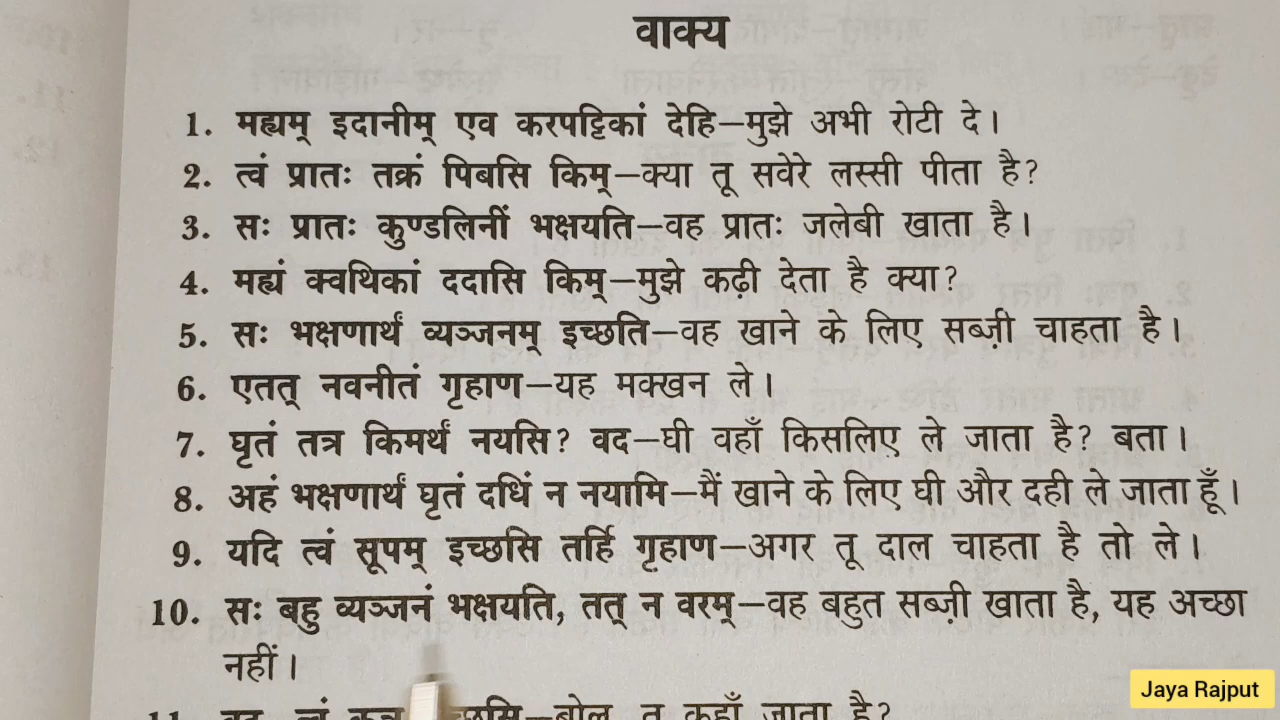 वाक्य
1. मह्यम् इदानीम् एव करपट्टिकां देहि–मुझे अभी रोटी दे।
2. त्वं प्रातः तक्रं पिबसि किम्–क्या तू सवेरे लस्सी पीता है?
3. सः प्रातः कुण्डलिनीं भक्षयति–वह प्रातः जलेबी खाता है।
4. मह्यं क्वथिकां ददासि किम्–मुझे कढ़ी देता है क्या?
5. सः भक्षणार्थं व्यञ्जनम् इच्छति–वह खाने के लिए सब्ज़ी चाहता है।
6. एतत् नवनीतं गृहाण–यह मक्खन ले।
7. घृतं तत्र किमर्थं नयसि? वद–घी वहाँ किसलिए ले जाता है? बता।
8. अहं भक्षणार्थं घृतं दधिं न नयामि–मैं खाने के लिए घी और दही ले जाता हूँ।
9. यदि त्वं सूपम् इच्छसि तर्हि गृहाण–अगर तू दाल चाहता है तो ले।
10. सः बहु व्यञ्जनं भक्षयति, तत् न वरम्–वह बहुत सब्ज़ी खाता है, यह अच्छा
नहीं।
11. वद त्वं कुत्र –बोल तू कहाँ जाता है?
Jaya Rajput